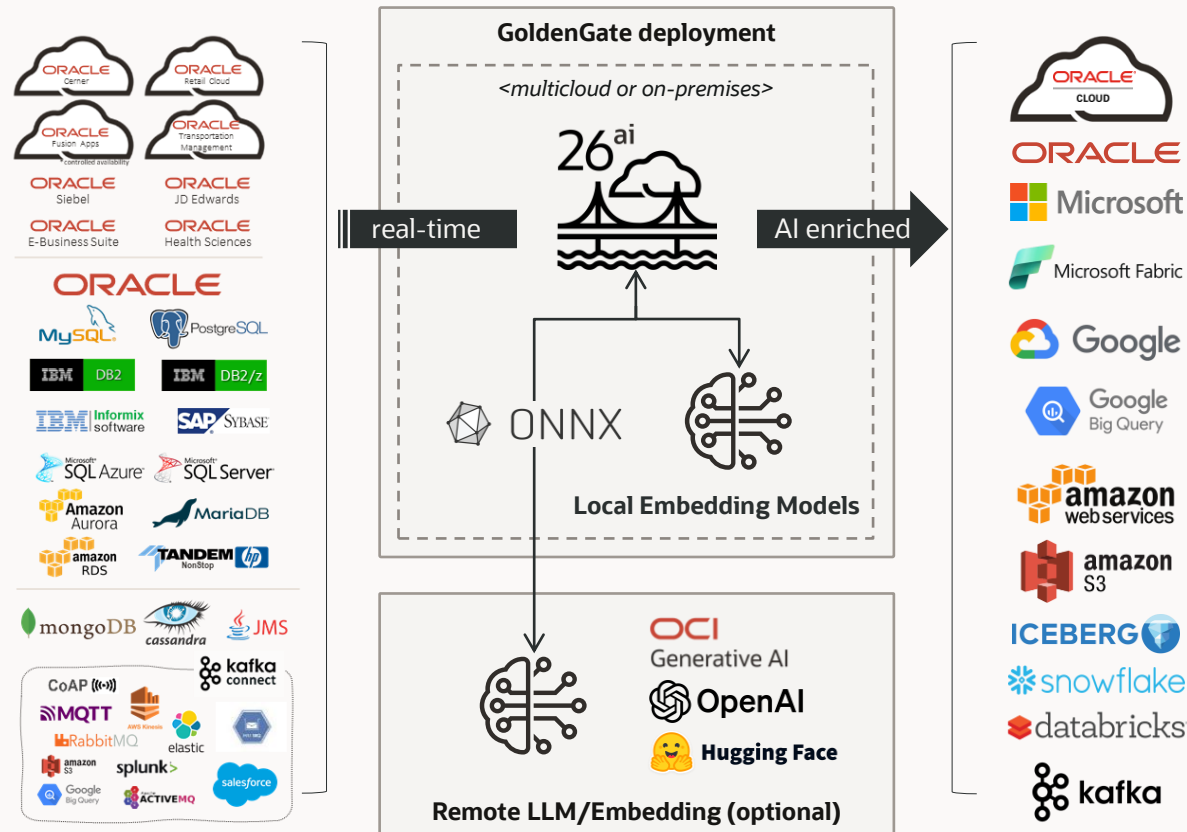 ORACLE
Cerner
ORACLE
Retail Cloud
ORACLE
Fusion Apps
*controlled availability
ORACLE
Transportation
Management
ORACLE
Siebel
ORACLE
JD Edwards
ORACLE
E-Business Suite
ORACLE
Health Sciences
ORACLE
MySQL
PostgreSQL
IBM DB2
IBM DB2/z
IBM Informix
software
SAP SYBASE
Microsoft
SQL Azure
Microsoft
SQL Server
Amazon
Aurora
MariaDB
amazon
RDS
TANDEM
NonStop
hp
mongoDB
cassandra
JMS
kafka
connect
CoAP
MQTT
AWS Kinesis
elastic
RabbitMQ
amazon
S3
splunk>
salesforce
Google
Big Query
ACTIVEMQ
GoldenGate deployment
<multicloud or on-premises>
26ai
real-time
AI enriched
ONNX
Local Embedding Models
OCI
Generative AI
OpenAI
Hugging Face
Remote LLM/Embedding (optional)
ORACLE
CLOUD
ORACLE
Microsoft
Microsoft Fabric
Google
Google
Big Query
amazon
web services
amazon
S3
ICEBERG
snowflake
databricks
kafka